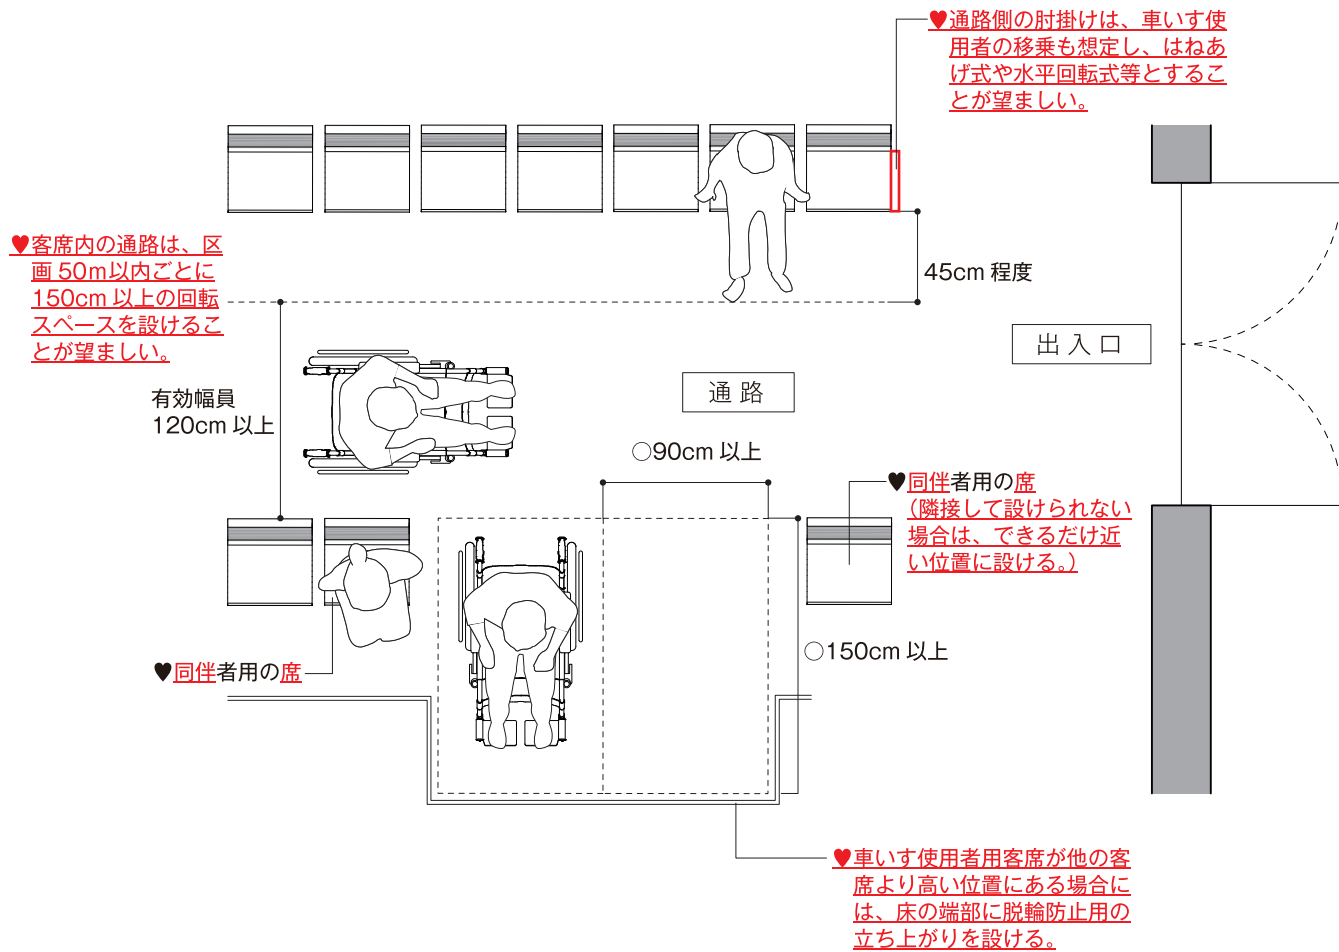 ♥通路側の肘掛けは、車いす使
用者の移乗も想定し、はねあ
げ式や水平回転式等とするこ
とが望ましい。
♥客席内の通路は、区
画 50m以内ごとに
150cm 以上の回転
スペースを設けるこ
とが望ましい。
45cm 程度
出入口
有効幅員
120cm 以上
通路
○90cm 以上
♥同伴者用の席
（隣接して設けられない
場合は、できるだけ近
い位置に設ける。）
○150cm 以上
♥同伴者用の席
♥車いす使用者用客席が他の客
席より高い位置にある場合に
は、床の端部に脱輪防止用の
立ち上がりを設ける。